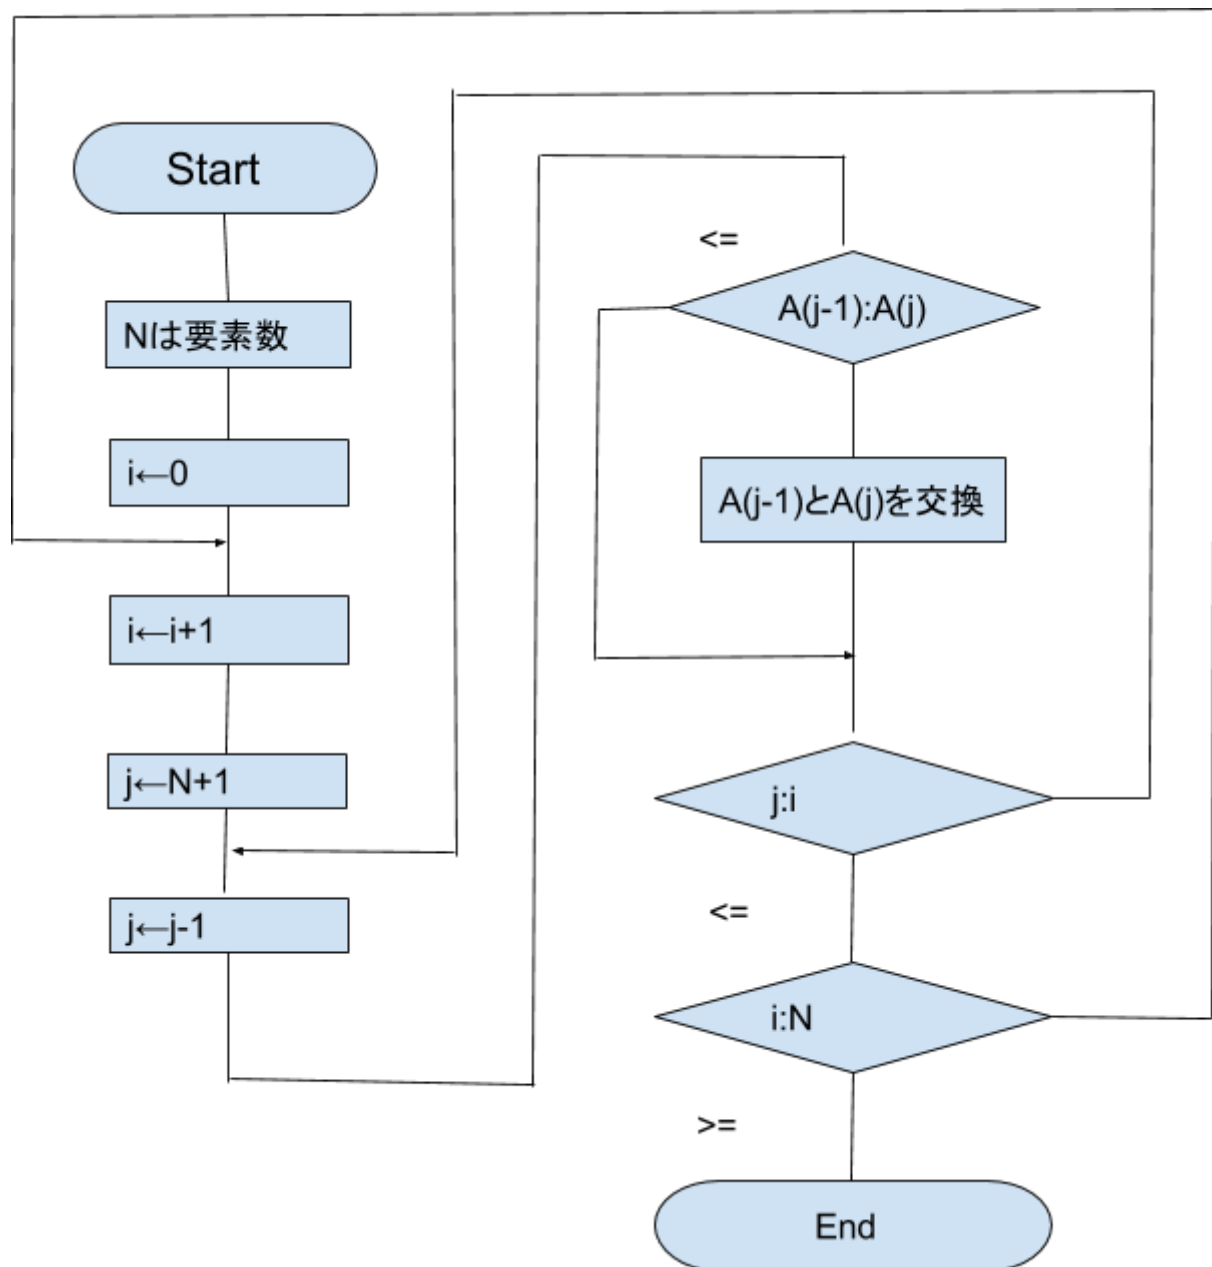 Start
Nは要素数
i←0
i←i+1
j←N+1
j←j-1
<=
A(j-1):A(j)
A(j-1)とA(j)を交換
j:i
<=
i:N
>=
End